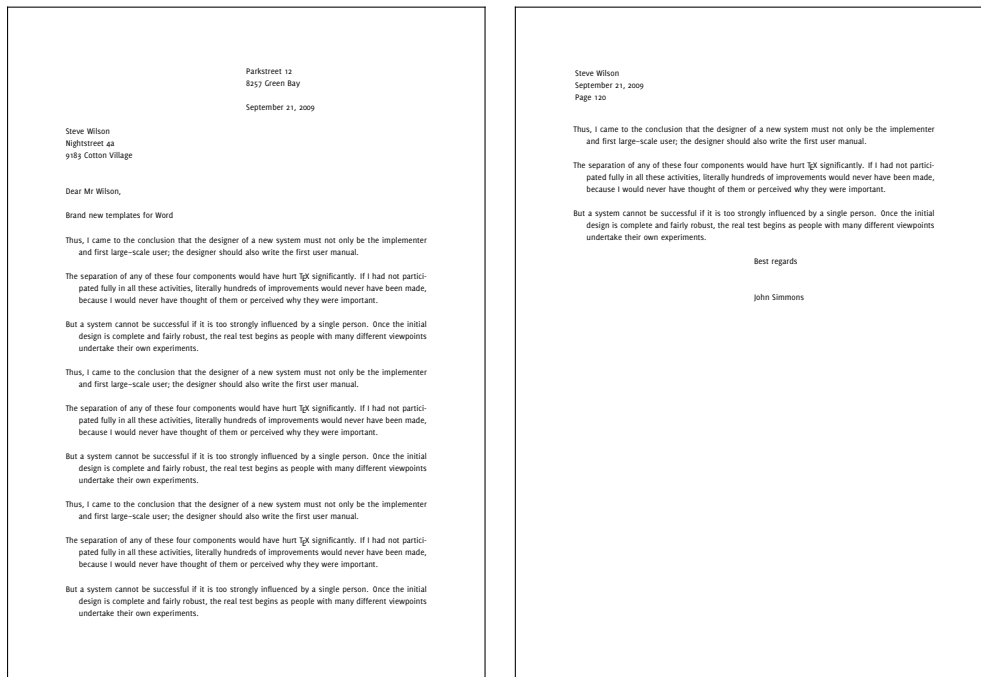 Parkstreet 12
8257 Green Bay
September 21, 2009
Steve Wilson
Nightstreet 4a
9183 Cotton Village
Dear Mr Wilson,
Brand new templates for Word
Thus, I came to the conclusion that the designer of a new system must not only be the implementer
and first large–scale user; the designer should also write the first user manual.
The separation of any of these four components would have hurt TEX significantly. If I had not partici-
pated fully in all these activities, literally hundreds of improvements would never have been made,
because I would never have thought of them or perceived why they were important.
But a system cannot be successful if it is too strongly influenced by a single person. Once the initial
design is complete and fairly robust, the real test begins as people with many different viewpoints
undertake their own experiments.
Thus, I came to the conclusion that the designer of a new system must not only be the implementer
and first large–scale user; the designer should also write the first user manual.
The separation of any of these four components would have hurt TEX significantly. If I had not partici-
pated fully in all these activities, literally hundreds of improvements would never have been made,
because I would never have thought of them or perceived why they were important.
But a system cannot be successful if it is too strongly influenced by a single person. Once the initial
design is complete and fairly robust, the real test begins as people with many different viewpoints
undertake their own experiments.
Thus, I came to the conclusion that the designer of a new system must not only be the implementer
and first large–scale user; the designer should also write the first user manual.
The separation of any of these four components would have hurt TEX significantly. If I had not partici-
pated fully in all these activities, literally hundreds of improvements would never have been made,
because I would never have thought of them or perceived why they were important.
But a system cannot be successful if it is too strongly influenced by a single person. Once the initial
design is complete and fairly robust, the real test begins as people with many different viewpoints
undertake their own experiments.
Steve Wilson
September 21, 2009
Page 120
Thus, I came to the conclusion that the designer of a new system must not only be the implementer
and first large–scale user; the designer should also write the first user manual.
The separation of any of these four components would have hurt TEX significantly. If I had not partici-
pated fully in all these activities, literally hundreds of improvements would never have been made,
because I would never have thought of them or perceived why they were important.
But a system cannot be successful if it is too strongly influenced by a single person. Once the initial
design is complete and fairly robust, the real test begins as people with many different viewpoints
undertake their own experiments.
Best regards
John Simmons